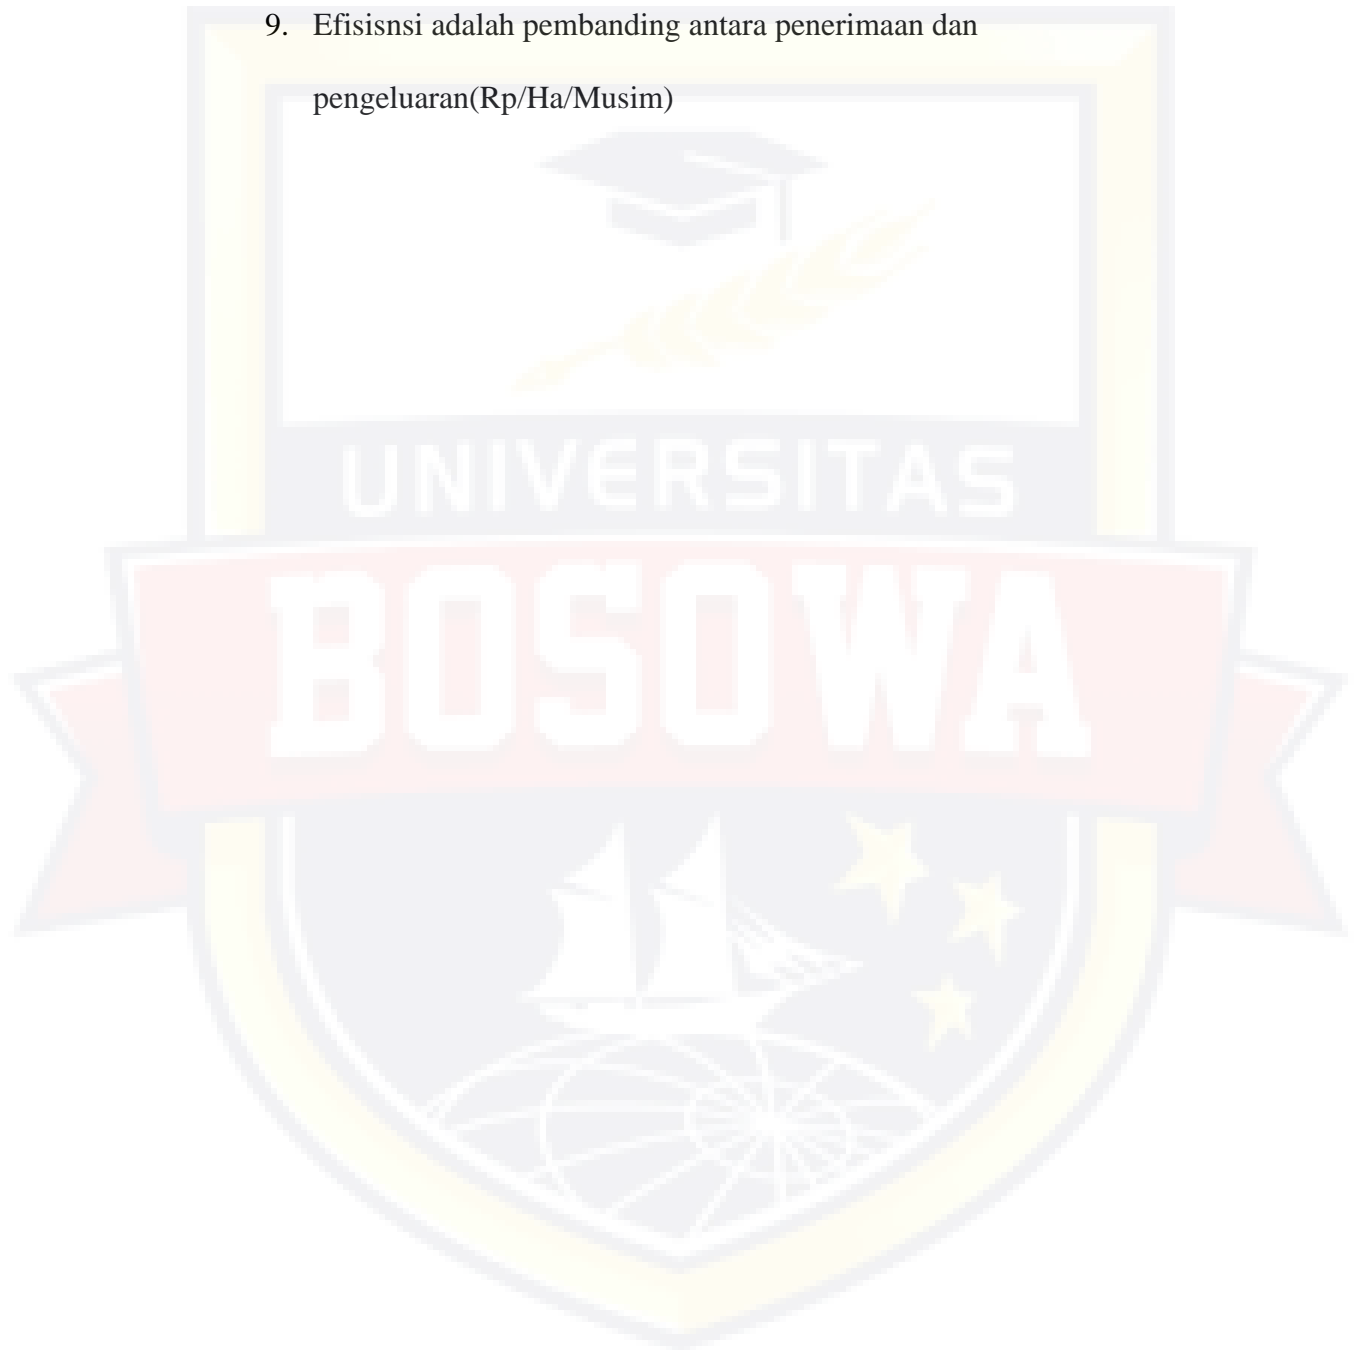 9. Efisisnsi adalah pembanding antara penerimaan dan
pengeluaran(Rp/Ha/Musim)
UNIVERSITAS
BOSOWA